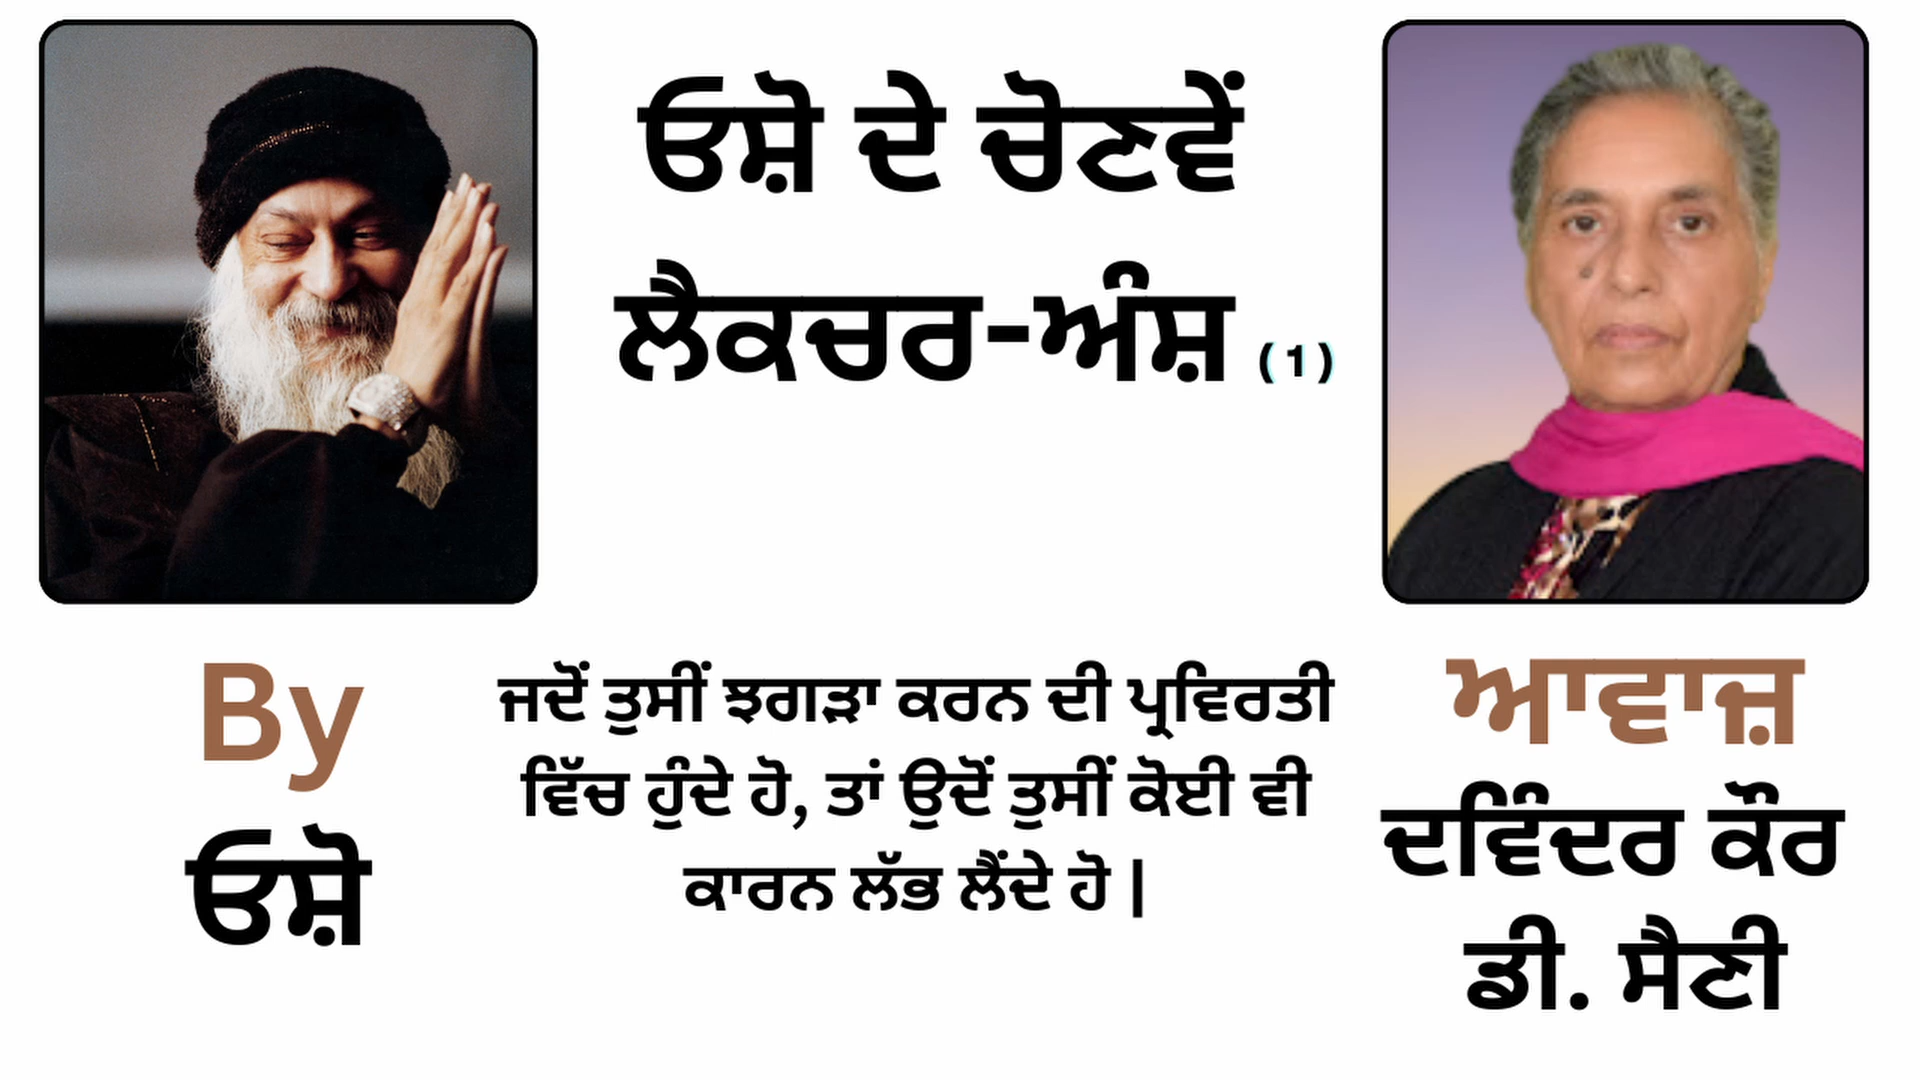 ਓਸ਼ੋ ਦੇ ਚੋਣਵੇਂ
ਲੈਕਚਰ-ਅੰਸ਼ (1)
By
ਓਸ਼ੋ
ਜਦੋਂ ਤੁਸੀਂ ਝਗੜਾ ਕਰਨ ਦੀ ਪ੍ਰਵਿਰਤੀ
ਵਿੱਚ ਹੁੰਦੇ ਹੋ, ਤਾਂ ਉਦੋਂ ਤੁਸੀਂ ਕੋਈ ਵੀ
ਕਾਰਨ ਲੱਭ ਲੈਂਦੇ ਹੋ |
ਆਵਾਜ਼
ਦਵਿੰਦਰ ਕੌਰ
ਡੀ. ਸੈਣੀ